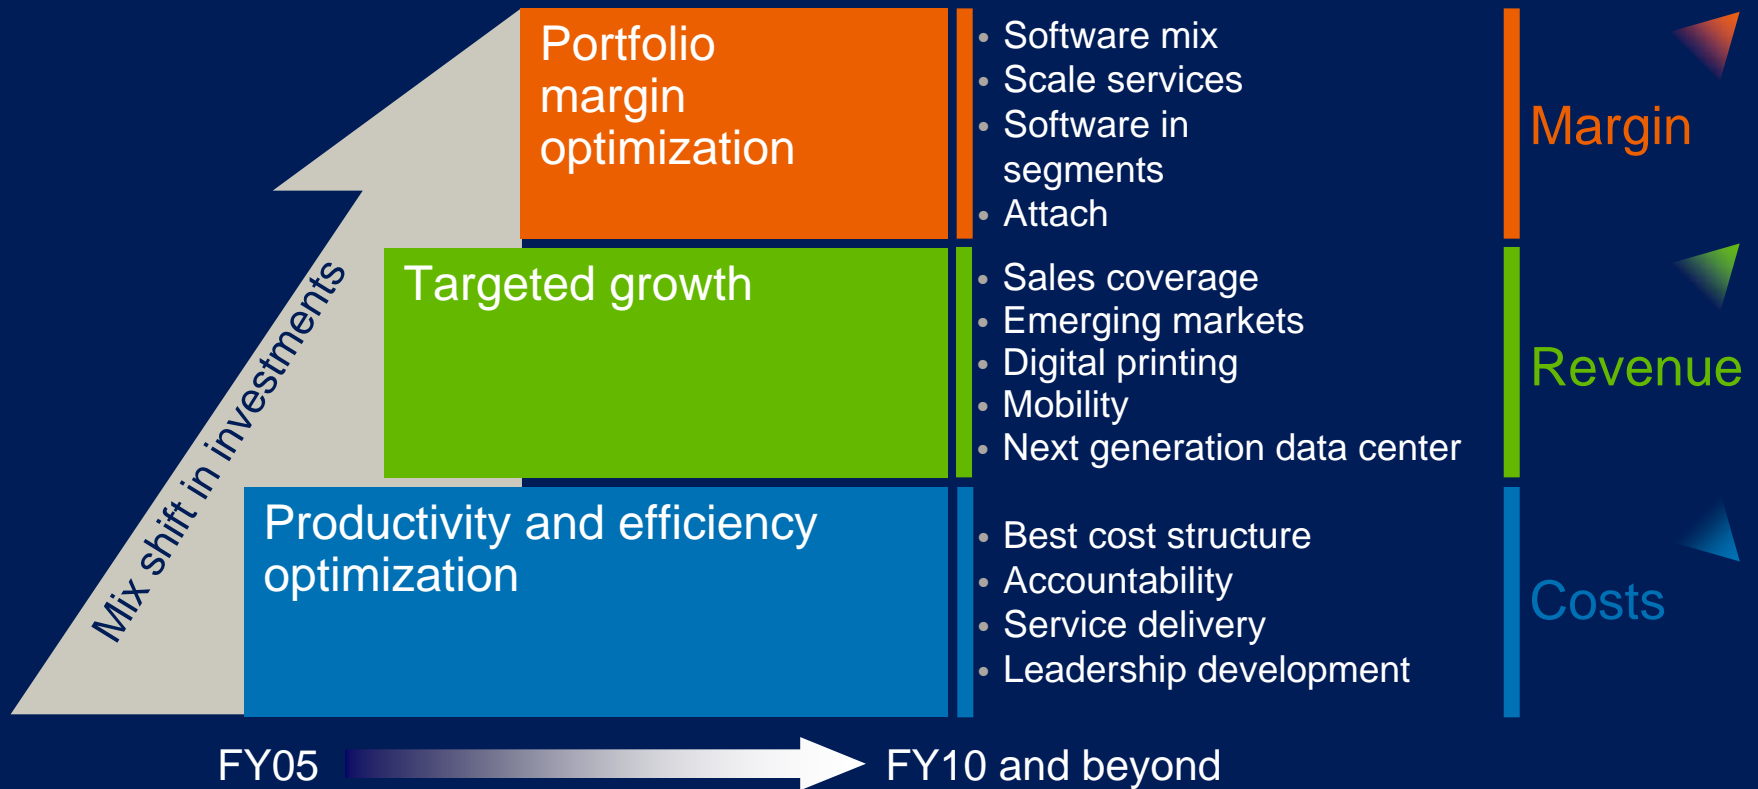 Portfolio
margin
optimization
• Software mix
• Scale services
• Software in
segments
• Attach
Margin
Targeted growth
• Sales coverage
• Emerging markets
• Digital printing
• Mobility
• Next generation data center
Revenue
Mix shift in investments
Productivity and efficiency
optimization
• Best cost structure
• Accountability
• Service delivery
• Leadership development
Costs
FY05
FY10 and beyond